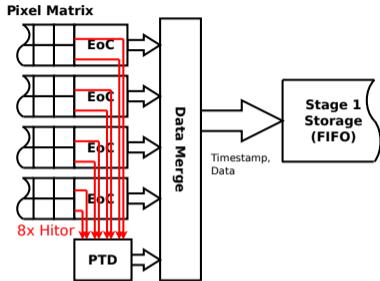 Pixel Matrix
EoC
EoC
EoC
EoC
8x Hitor
PTD
Data Merge
Timestamp,
Data
Stage 1
Storage
(FIFO)